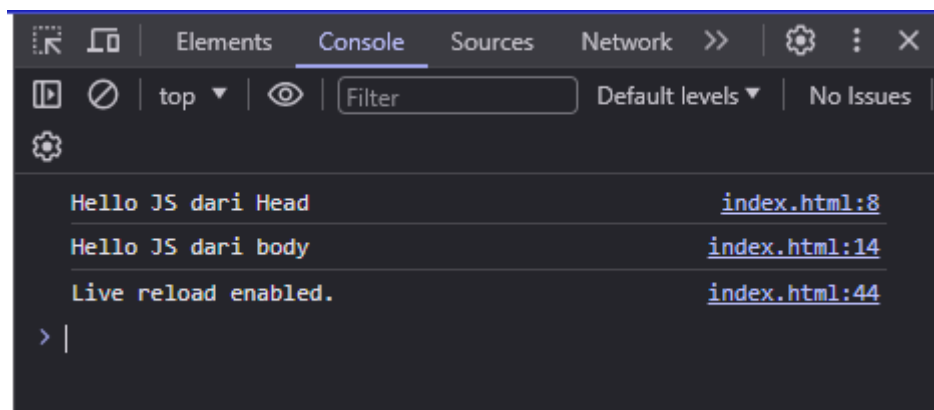 Elements Console Sources Network
top Filter Default levels No Issues
Hello JS dari Head index.html:8
Hello JS dari body index.html:14
Live reload enabled. index.html:44